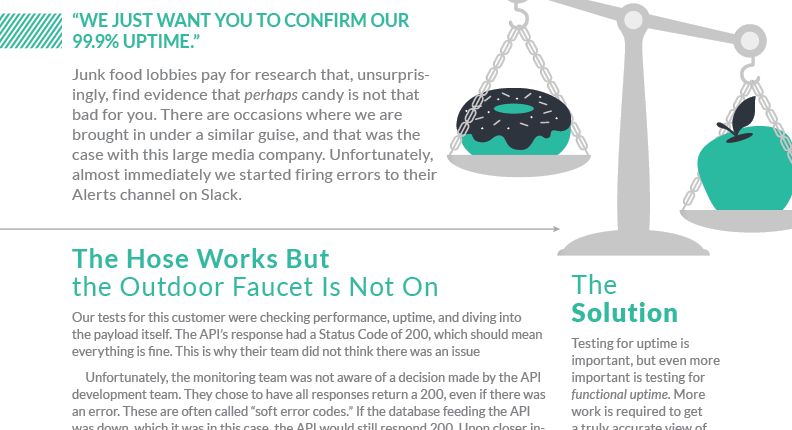 “WE JUST WANT YOU TO CONFIRM OUR
99.9% UPTIME.”
Junk food lobbies pay for research that, unsurpris-
ingly, find evidence that perhaps candy is not that
bad for you. There are occasions where we are
brought in under a similar guise, and that was the
case with this large media company. Unfortunately,
almost immediately we started firing errors to their
Alerts channel on Slack.
The Hose Works But
the Outdoor Faucet Is Not On
Our tests for this customer were checking performance, uptime, and diving into
the payload itself. The API’s response had a Status Code of 200, which should mean
everything is fine. This is why their team did not think there was an issue
Unfortunately, the monitoring team was not aware of a decision made by the API
development team. They chose to have all responses return a 200, even if there was
an error. These are often called “soft error codes.” If the database feeding the API
was down, which it was in this case, the API would still respond 200. Upon closer in-
The
Solution
Testing for uptime is
important, but even more
important is testing for
functional uptime. More
work is required to get
a truly accurate view of